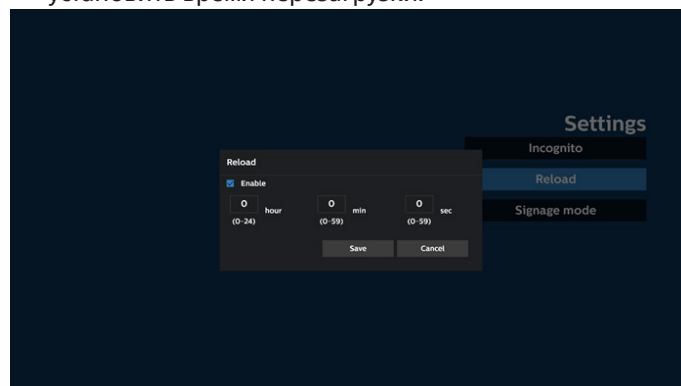 установить время перезагрузки.
Settings
Incognito
Reload
Signage mode
Reload
Enable
0 hour 0 min 0 sec
(0-24) (0-59) (0-59)
Save Cancel